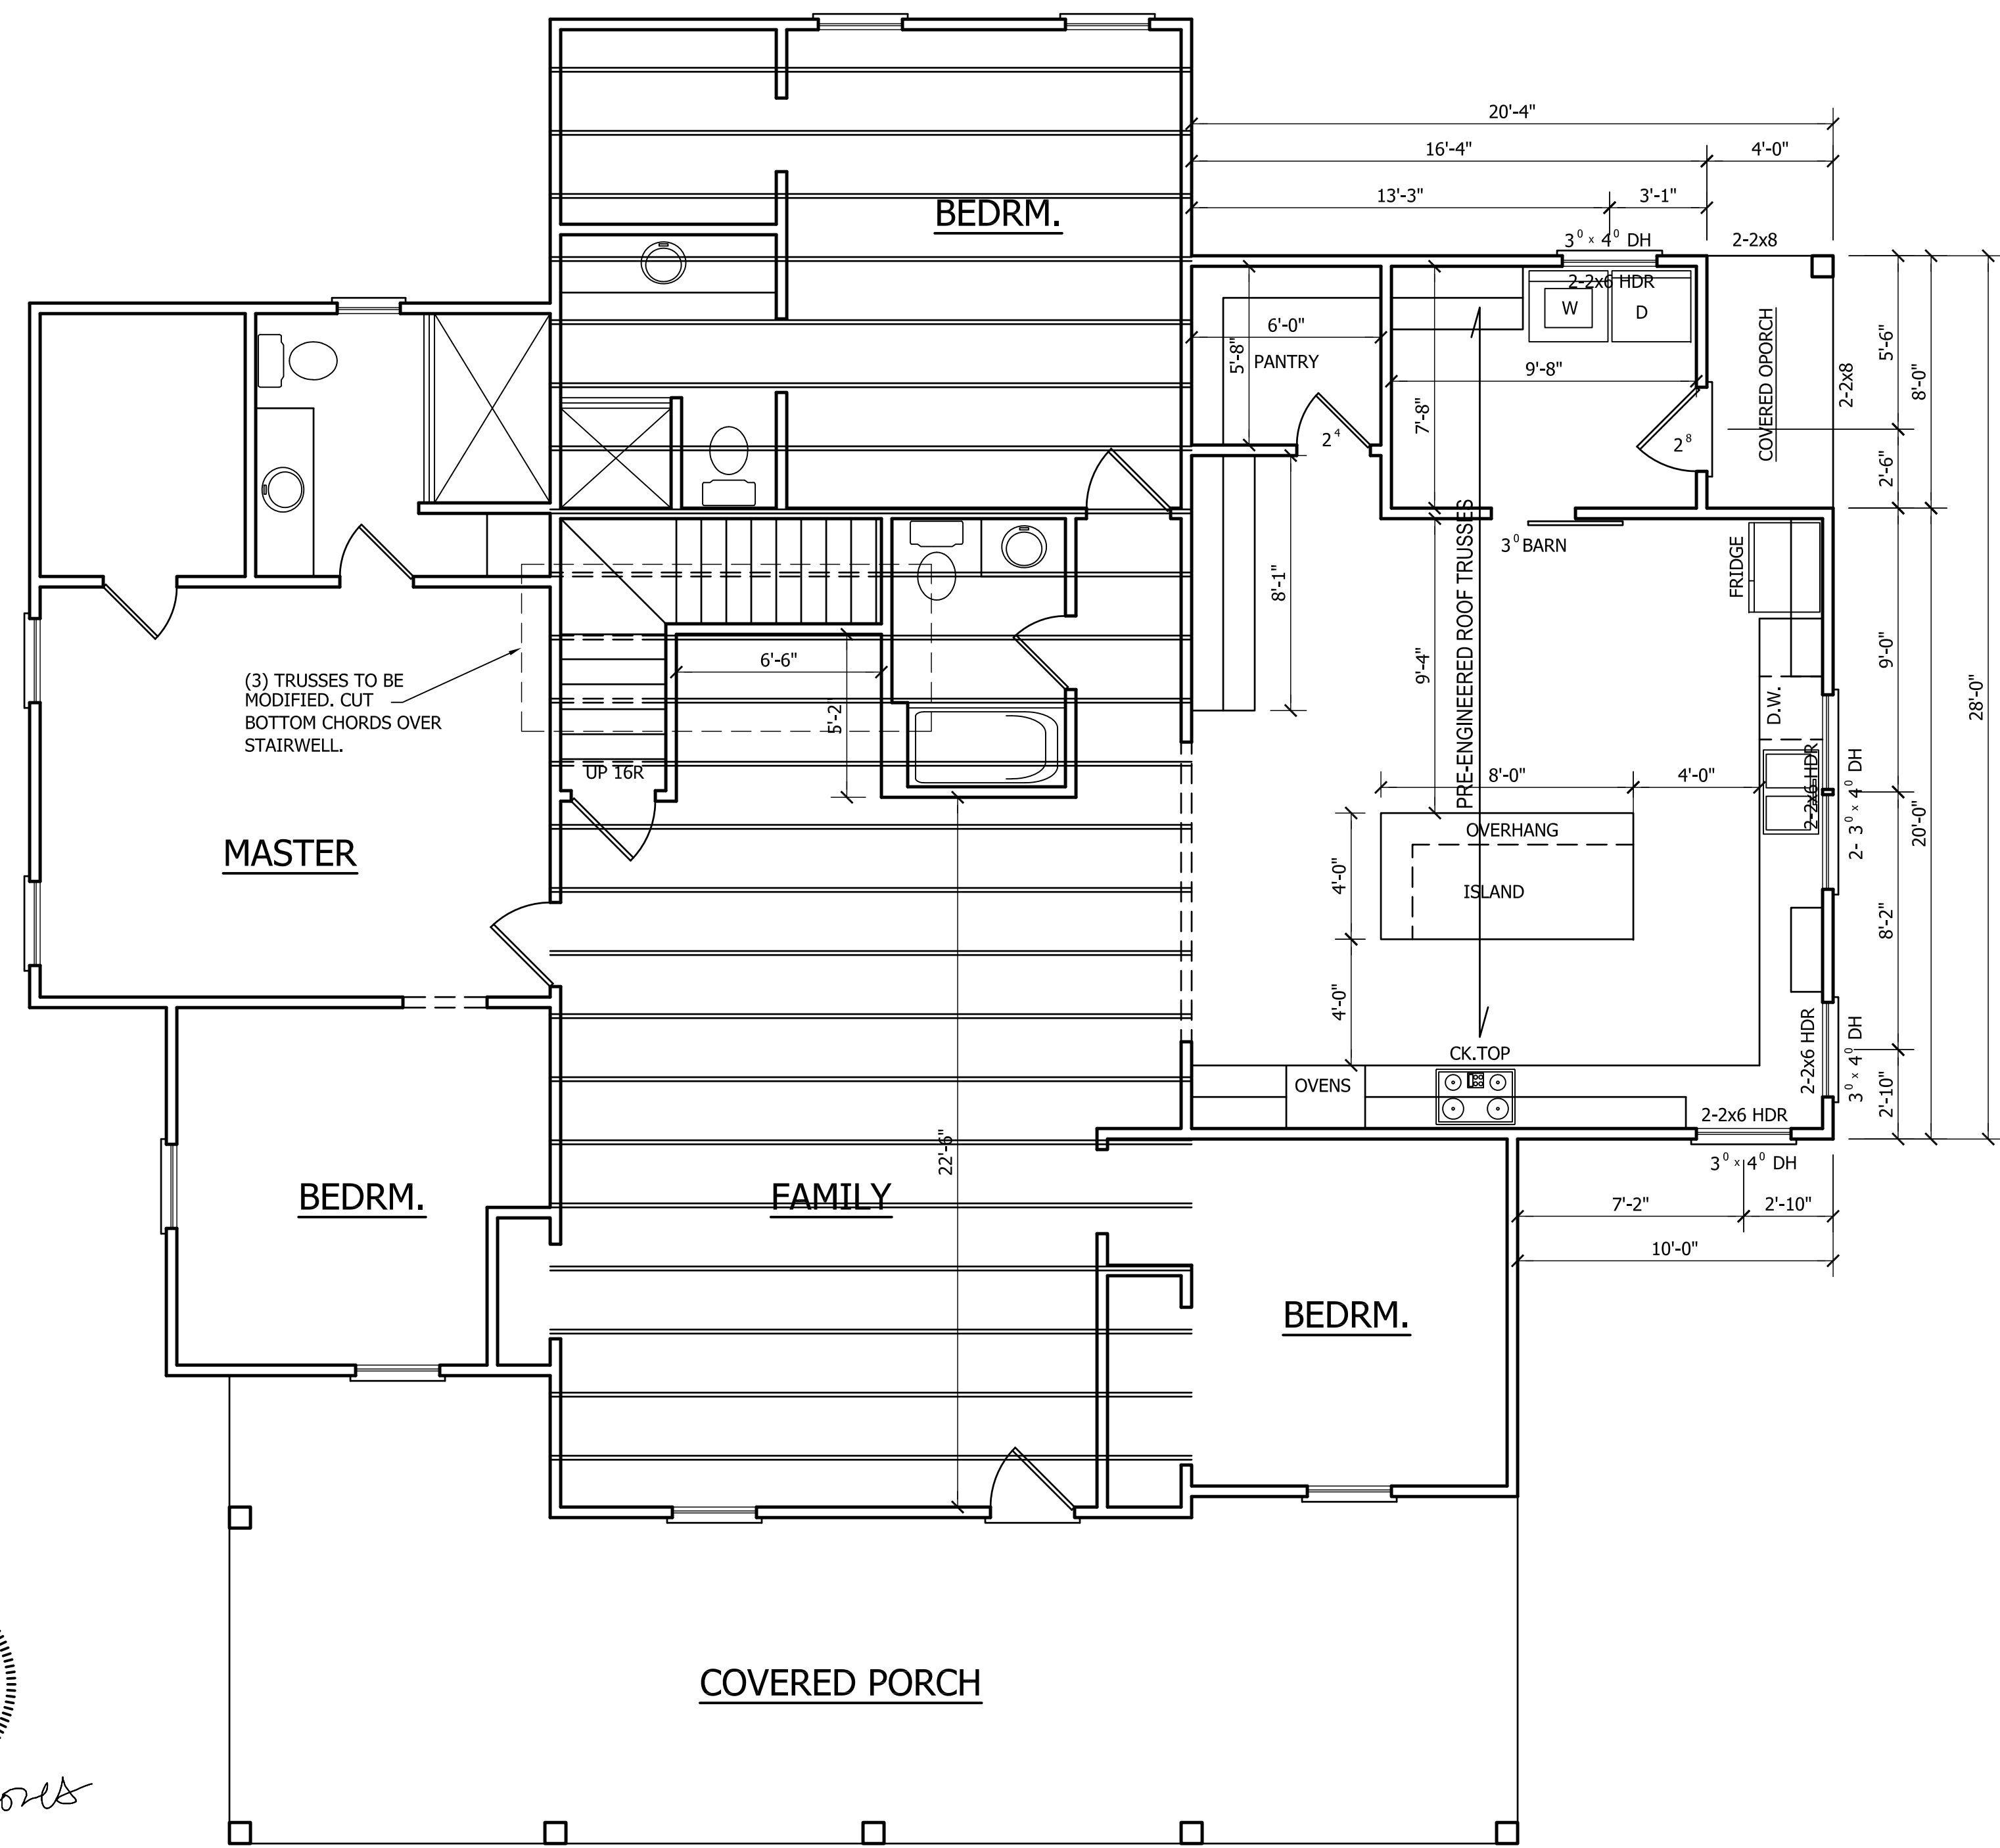 20'-4"
16'-4"
4'-0"
13'-3"
3'-1"
BEDRM.
3⁰ x 4⁰ DH
2-2x8
2-2x6 HDR
W
D
6'-0"
5'-8"
PANTRY
9'-8"
7'-8"
2⁴
2⁸
COVERED OPORCH
2-2x8
5'-6"
8'-0"
2'-6"
3⁰ BARN
FRIDGE
PRE-ENGINEERED ROOF TRUSSES
8'-1"
9'-4"
9'-0"
28'-0"
6'-6"
5'-2"
(3) TRUSSES TO BE
MODIFIED. CUT
BOTTOM CHORDS OVER
STAIRWELL.
UP 16R
D.W.
8'-0"
4'-0"
2-2x6 HDR
2- 3⁰ x 4⁰ DH
20'-0"
MASTER
OVERHANG
ISLAND
4'-0"
4'-0"
8'-2"
CK.TOP
OVENS
2-2x6 HDR
3⁰ x 4⁰ DH
2'-10"
2-2x6 HDR
3⁰ x 4⁰ DH
22'-6"
BEDRM.
FAMILY
7'-2"
2'-10"
10'-0"
BEDRM.
COVERED PORCH